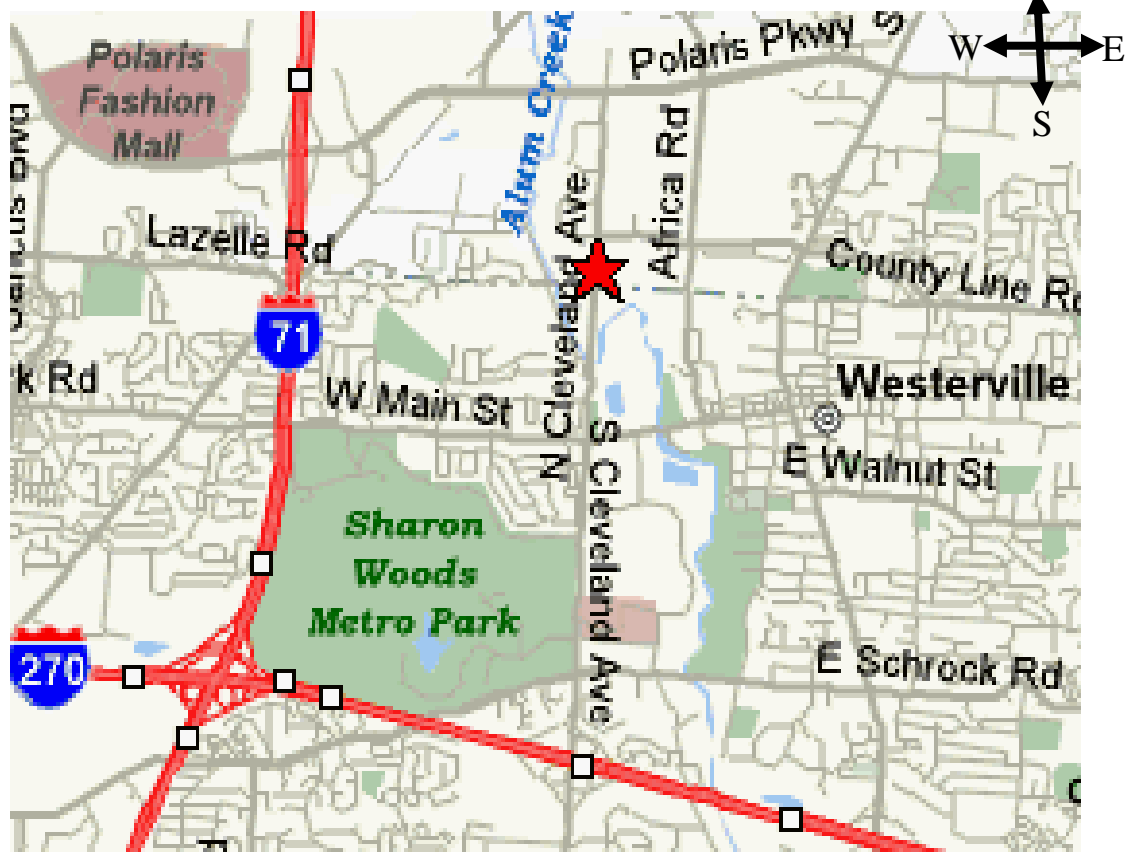 Polaris
Fashion
Mall
Polaris Pkwy
S
W
E
S
Alum Creek
Africa Rd
Lazelle Rd
County Line Rd
71
N Cleveland Ave
k Rd
W Main St
Westerville
S Cleveland Ave
E Walnut St
Sharon
Woods
Metro Park
270
E Schrock Rd